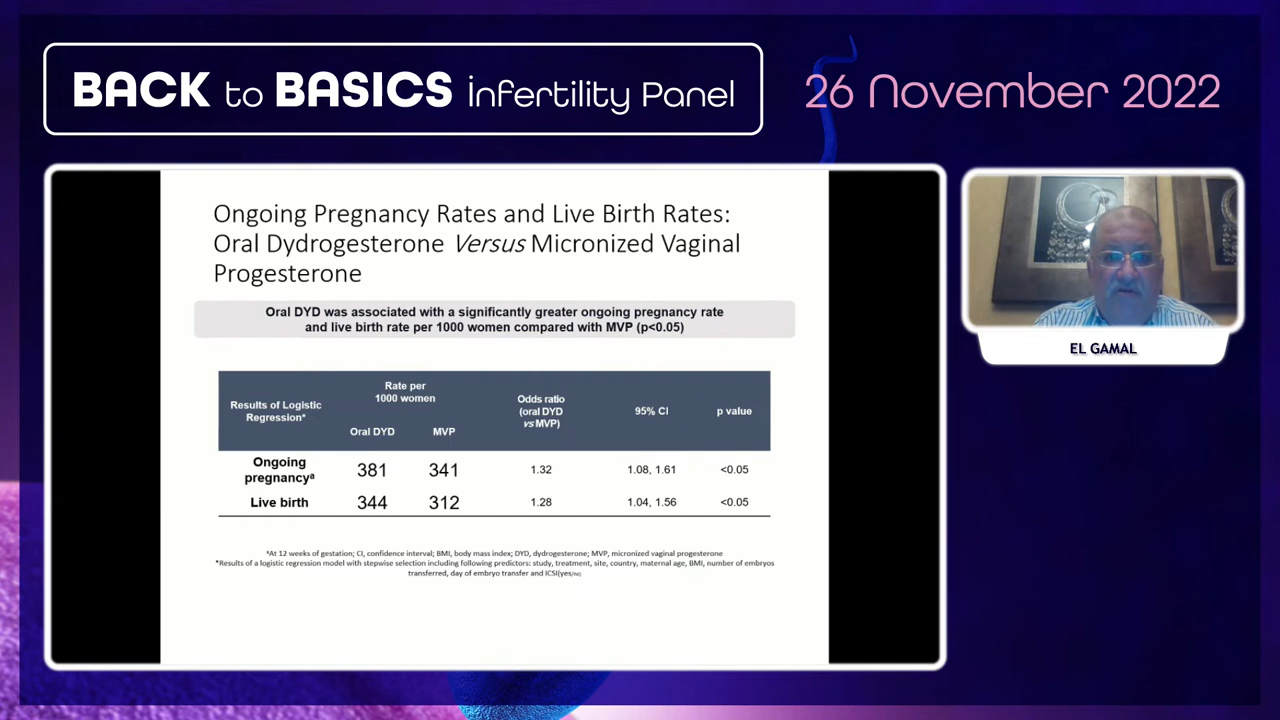 BACK to BASICS infertility Panel
26 November 2022
Ongoing Pregnancy Rates and Live Birth Rates:
Oral Dydrogesterone Versus Micronized Vaginal
Progesterone
Oral DYD was associated with a significantly greater ongoing pregnancy rate
and live birth rate per 1000 women compared with MVP (p<0.05)
Results of Logistic
Regression*
Rate per
1000 women
Oral DYD
MVP
Odds ratio
(oral DYD
vs MVP)
95% CI
p value
Ongoing
pregnancyᵃ
381
341
1.32
1.08, 1.61
<0.05
Live birth
344
312
1.28
1.04, 1.56
<0.05
ᵃAt 12 weeks of gestation; CI, confidence interval; BMI, body mass index; DYD, dydrogesterone; MVP, micronized vaginal progesterone
*Results of a logistic regression model with stepwise selection including following predictors: study, treatment, site, country, maternal age, BMI, number of embryos
transferred, day of embryo transfer and ICSI(yes/no)
EL GAMAL